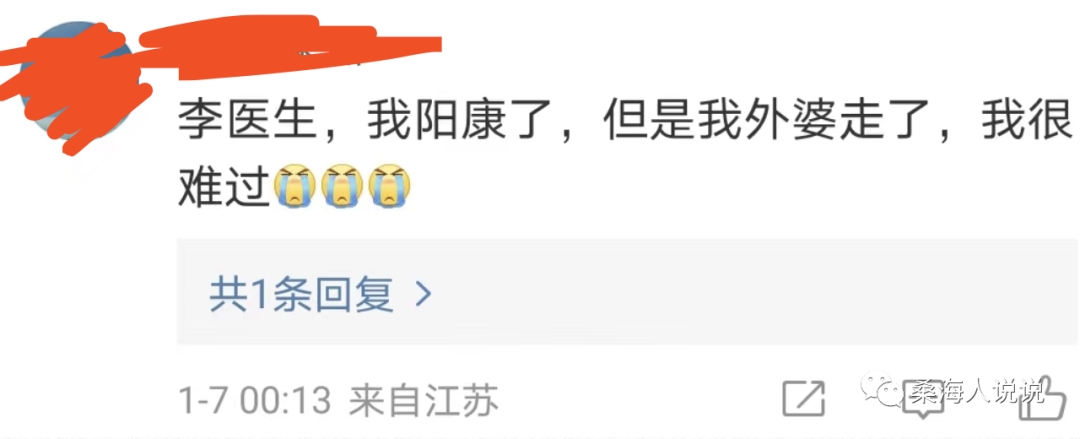 李医生，我阳康了，但是我外婆走了，我很
难过😭😭😭
共1条回复 >
1-7 00:13 来自江苏
桑海人说说